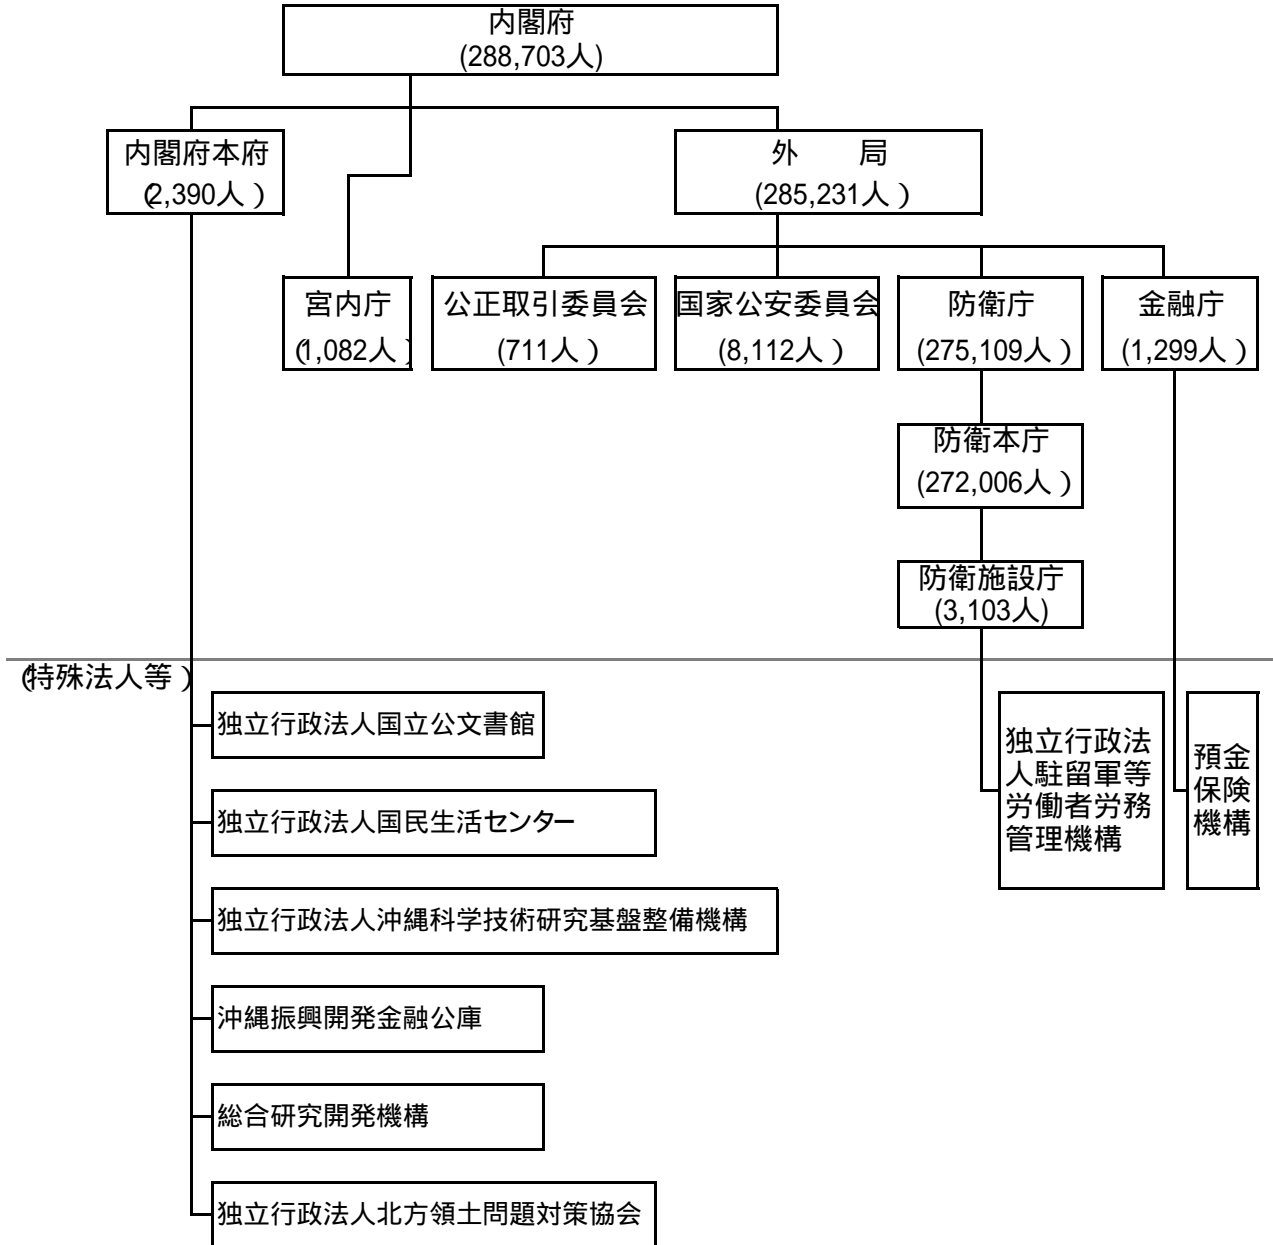 内閣府
(288,703人)
内閣府本府
(2,390人)
外　　局
(285,231人)
宮内庁
(1,082人)
公正取引委員会
(711人)
国家公安委員会
(8,112人)
防衛庁
(275,109人)
金融庁
(1,299人)
防衛本庁
(272,006人)
防衛施設庁
(3,103人)
(特殊法人等)
独立行政法人国立公文書館
独立行政法人国民生活センター
独立行政法人沖縄科学技術研究基盤整備機構
沖縄振興開発金融公庫
総合研究開発機構
独立行政法人北方領土問題対策協会
独立行政法
人駐留軍等
労働者労務
管理機構
預金
保険
機構